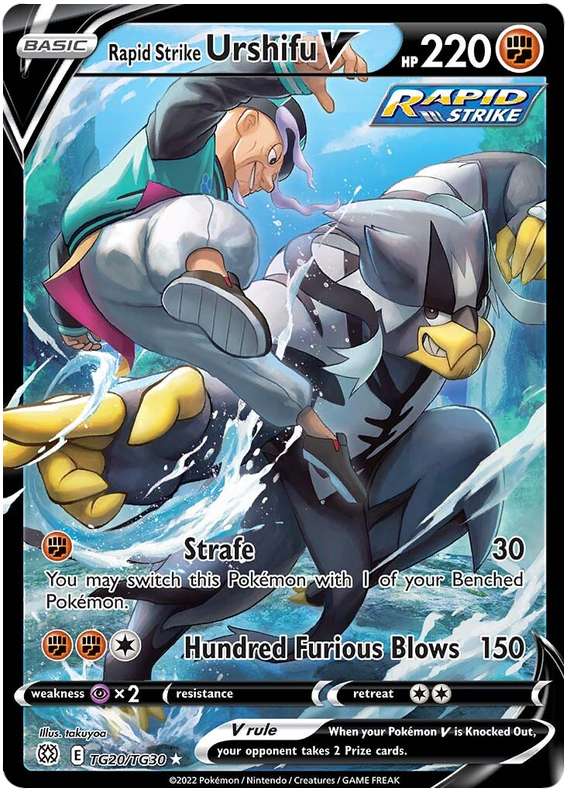 BASIC
Rapid Strike Urshifu V
HP 220
RAPID
STRIKE
Strafe 30
You may switch this Pokémon with 1 of your Benched
Pokémon.
Hundred Furious Blows 150
weakness ×2 resistance retreat
Illus. takuyoa
V rule When your Pokémon V is Knocked Out,
your opponent takes 2 Prize cards.
E TG20/TG30 ★
©2022 Pokémon / Nintendo / Creatures / GAME FREAK